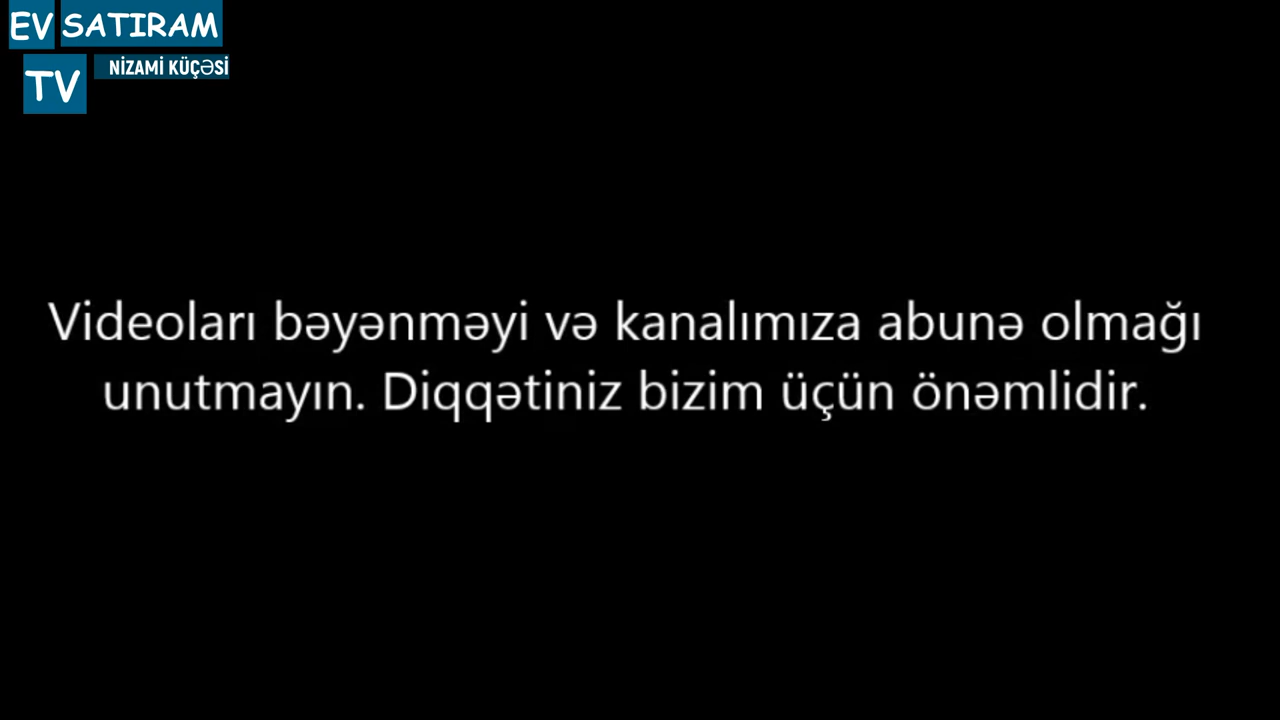 EV SATIRAM
TV NİZAMİ KÜÇƏSİ
Videoları bəyənməyi və kanalımıza abunə olmağı
unutmayın. Diqqətiniz bizim üçün önəmlidir.